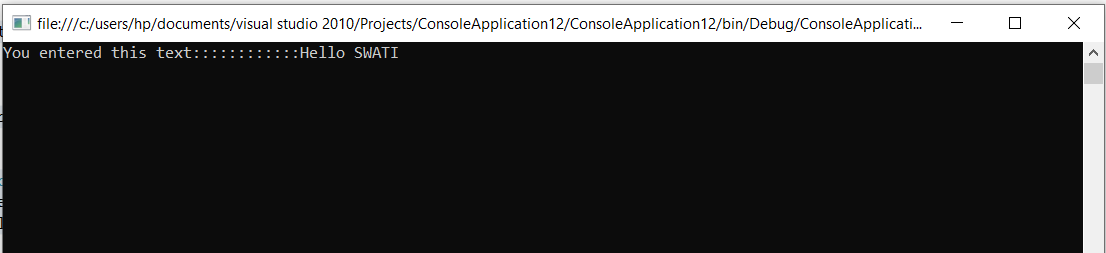 file:///c:/users/hp/documents/visual studio 2010/Projects/ConsoleApplication12/ConsoleApplication12/bin/Debug/ConsoleApplicati...
You entered this text::::::::::::Hello SWATI